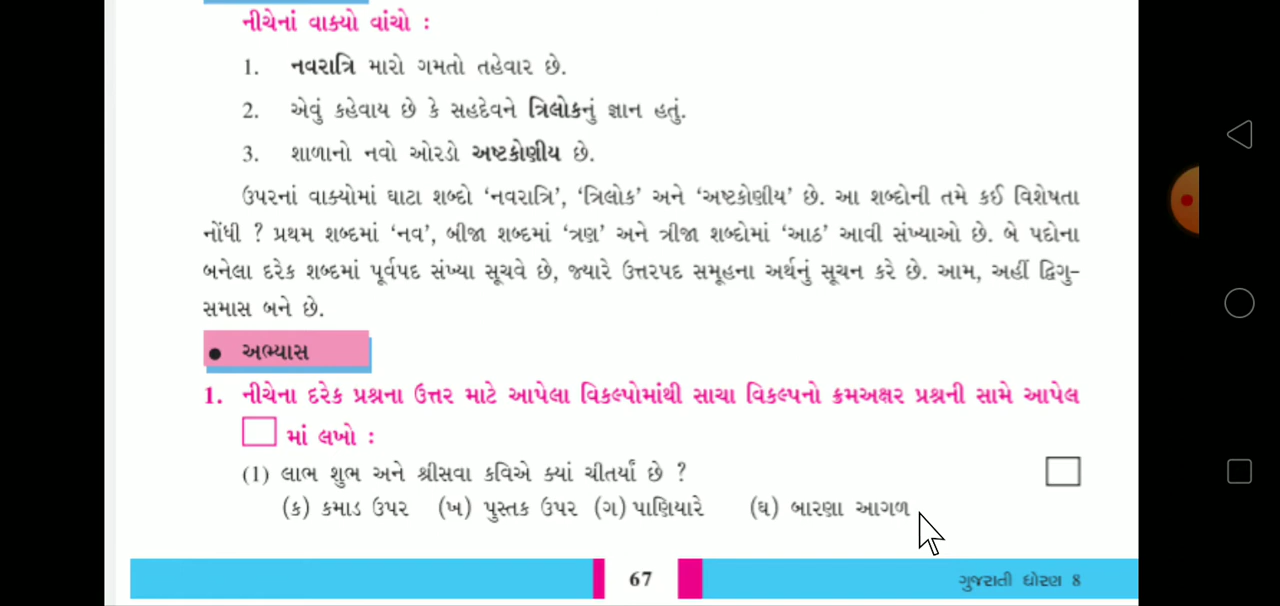 નીચેનાં વાક્યો વાંચો :
1. નવરાત્રિ મારો ગમતો તહેવાર છે.
2. એવું કહેવાય છે કે સહદેવને ત્રિલોકનું જ્ઞાન હતું.
3. શાળાનો નવો ઓરડો અષ્ટકોણીય છે.
ઉપરનાં વાક્યોમાં ઘાટા શબ્દો ‘નવરાત્રિ’, ‘ત્રિલોક’ અને ‘અષ્ટકોણીય’ છે. આ શબ્દોની તમે કઈ વિશેષતા
નોંધી ? પ્રથમ શબ્દમાં ‘નવ’, બીજા શબ્દમાં ‘ત્રણ’ અને ત્રીજા શબ્દોમાં ‘આઠ’ આવી સંખ્યાઓ છે. બે પદોના
બનેલા દરેક શબ્દમાં પૂર્વપદ સંખ્યા સૂચવે છે, જ્યારે ઉત્તરપદ સમૂહના અર્થનું સૂચન કરે છે. આમ, અહીં દ્વિગુ-
સમાસ બને છે.
• અભ્યાસ
1. નીચેના દરેક પ્રશ્નના ઉત્તર માટે આપેલા વિકલ્પોમાંથી સાચા વિકલ્પનો ક્રમઅક્ષર પ્રશ્નની સામે આપેલ
માં લખો :
(1) લાભ શુભ અને શ્રીસવા કવિએ ક્યાં ચીતર્યાં છે ?
(ક) કમાડ ઉપર (ખ) પુસ્તક ઉપર (ગ) પાણિયારે (ઘ) બારણા આગળ
67
ગુજરાતી ધોરણ 8